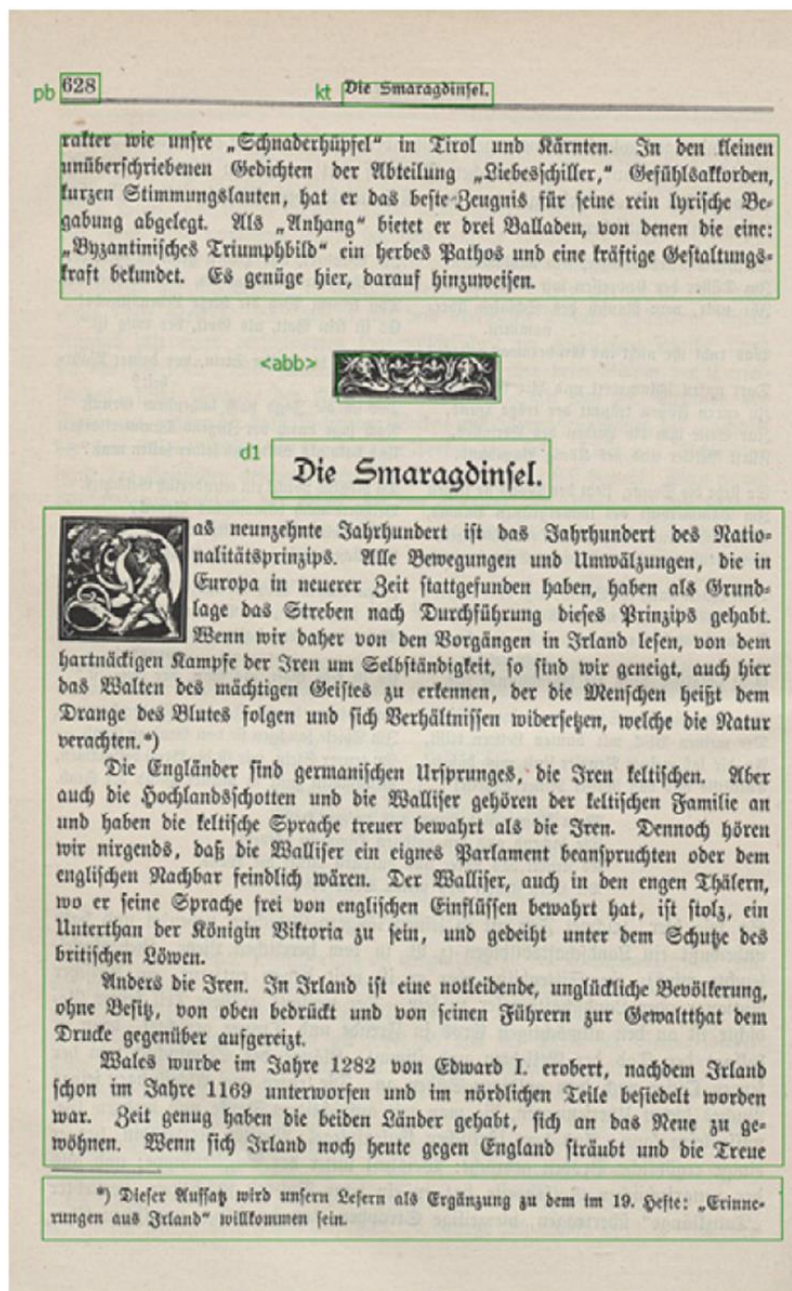 pb 628 kt Die Smaragdinsel.
rakter wie unsre „Schnaderhüpfel“ in Tirol und Kärnten. In den kleinen
unüberschriebenen Gedichten der Abteilung „Liebesschiller,“ Gefühlsakkorden,
kurzen Stimmungslauten, hat er das beste Zeugnis für seine rein lyrische Be-
gabung abgelegt. Als „Anhang“ bietet er drei Balladen, von denen die eine:
„Byzantinisches Triumphbild“ ein herbes Pathos und eine kräftige Gestaltungs-
kraft bekundet. Es genüge hier, darauf hinzuweisen.
<abb>
d1 Die Smaragdinsel.
Das neunzehnte Jahrhundert ist das Jahrhundert des Natio-
nalitätsprinzips. Alle Bewegungen und Umwälzungen, die in
Europa in neuerer Zeit stattgefunden haben, haben als Grund-
lage das Streben nach Durchführung dieses Prinzips gehabt.
Wenn wir daher von den Vorgängen in Irland lesen, von dem
hartnäckigen Kampfe der Iren um Selbständigkeit, so sind wir geneigt, auch hier
das Walten des mächtigen Geistes zu erkennen, der die Menschen heißt dem
Drange des Blutes folgen und sich Verhältnissen widersetzen, welche die Natur
verachten.*)
Die Engländer sind germanischen Ursprunges, die Iren keltischen. Aber
auch die Hochlandsschotten und die Walliser gehören der keltischen Familie an
und haben die keltische Sprache treuer bewahrt als die Iren. Dennoch hören
wir nirgends, daß die Walliser ein eignes Parlament beanspruchten oder dem
englischen Nachbar feindlich wären. Der Walliser, auch in den engen Thälern,
wo er seine Sprache frei von englischen Einflüssen bewahrt hat, ist stolz, ein
Unterthan der Königin Viktoria zu sein, und gedeiht unter dem Schutze des
britischen Löwen.
Anders die Iren. In Irland ist eine notleidende, unglückliche Bevölkerung,
ohne Besitz, von oben bedrückt und von seinen Führern zur Gewaltthat dem
Drucke gegenüber aufgereizt.
Wales wurde im Jahre 1282 von Edward I. erobert, nachdem Irland
schon im Jahre 1169 unterworfen und im nördlichen Teile besiedelt worden
war. Zeit genug haben die beiden Länder gehabt, sich an das Neue zu ge-
wöhnen. Wenn sich Irland noch heute gegen England sträubt und die Treue
*) Dieser Aufsatz wird unsern Lesern als Ergänzung zu dem im 19. Hefte: „Erinne-
rungen aus Irland“ willkommen sein.